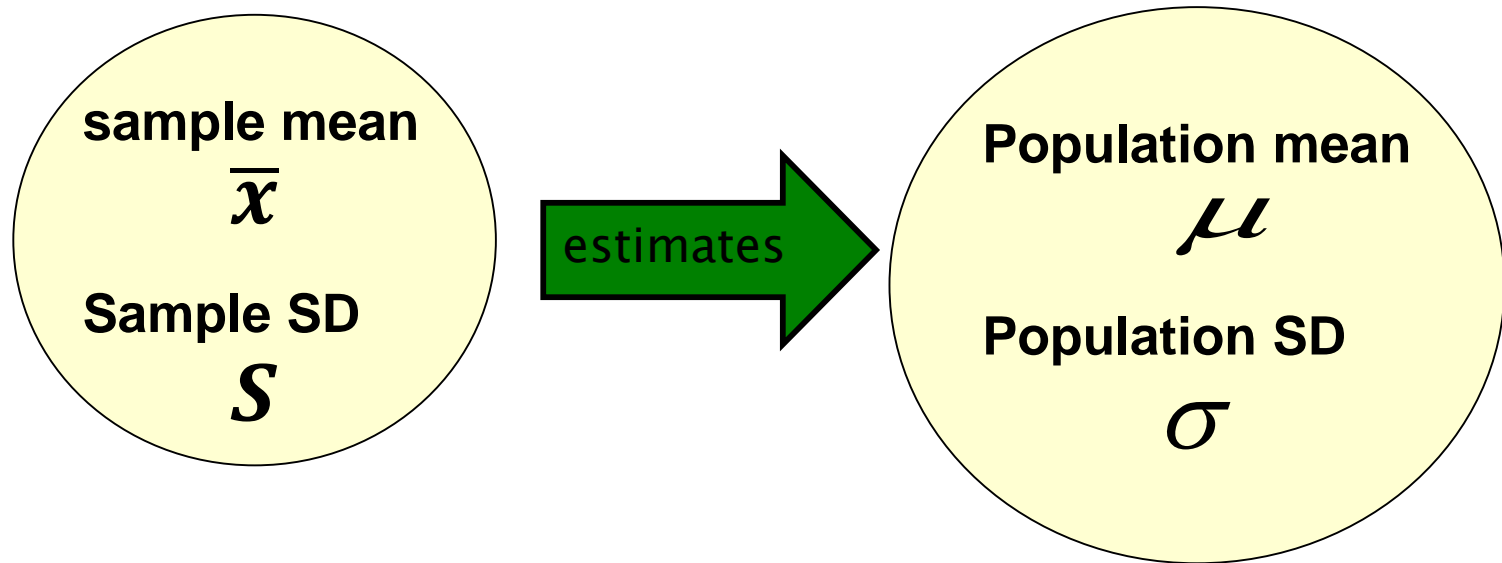 sample mean
x̄
Sample SD
S
estimates
Population mean
μ
Population SD
σ